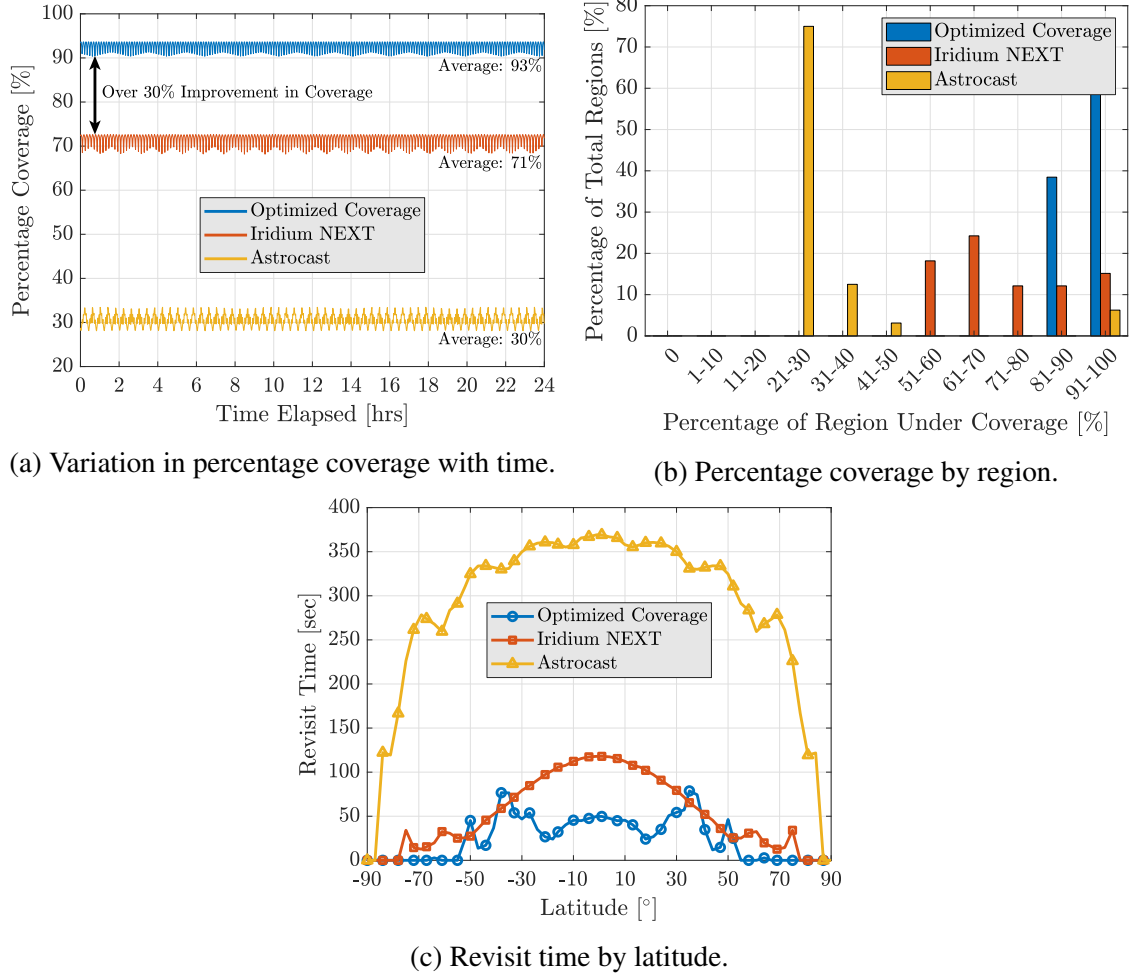 100
90
80
70
60
50
40
30
20
Percentage Coverage [%]
Average: 93%
Over 30% Improvement in Coverage
Average: 71%
Optimized Coverage
Iridium NEXT
Astrocast
Average: 30%
0 2 4 6 8 10 12 14 16 18 20 22 24
Time Elapsed [hrs]
(a) Variation in percentage coverage with time.
80
70
60
50
40
30
20
10
0
Percentage of Total Regions [%]
Optimized Coverage
Iridium NEXT
Astrocast
0 1-10 11-20 21-30 31-40 41-50 51-60 61-70 71-80 81-90 91-100
Percentage of Region Under Coverage [%]
(b) Percentage coverage by region.
400
350
300
250
200
150
100
50
0
Revisit Time [sec]
Optimized Coverage
Iridium NEXT
Astrocast
-90 -70 -50 -30 -10 10 30 50 70 90
Latitude [°]
(c) Revisit time by latitude.